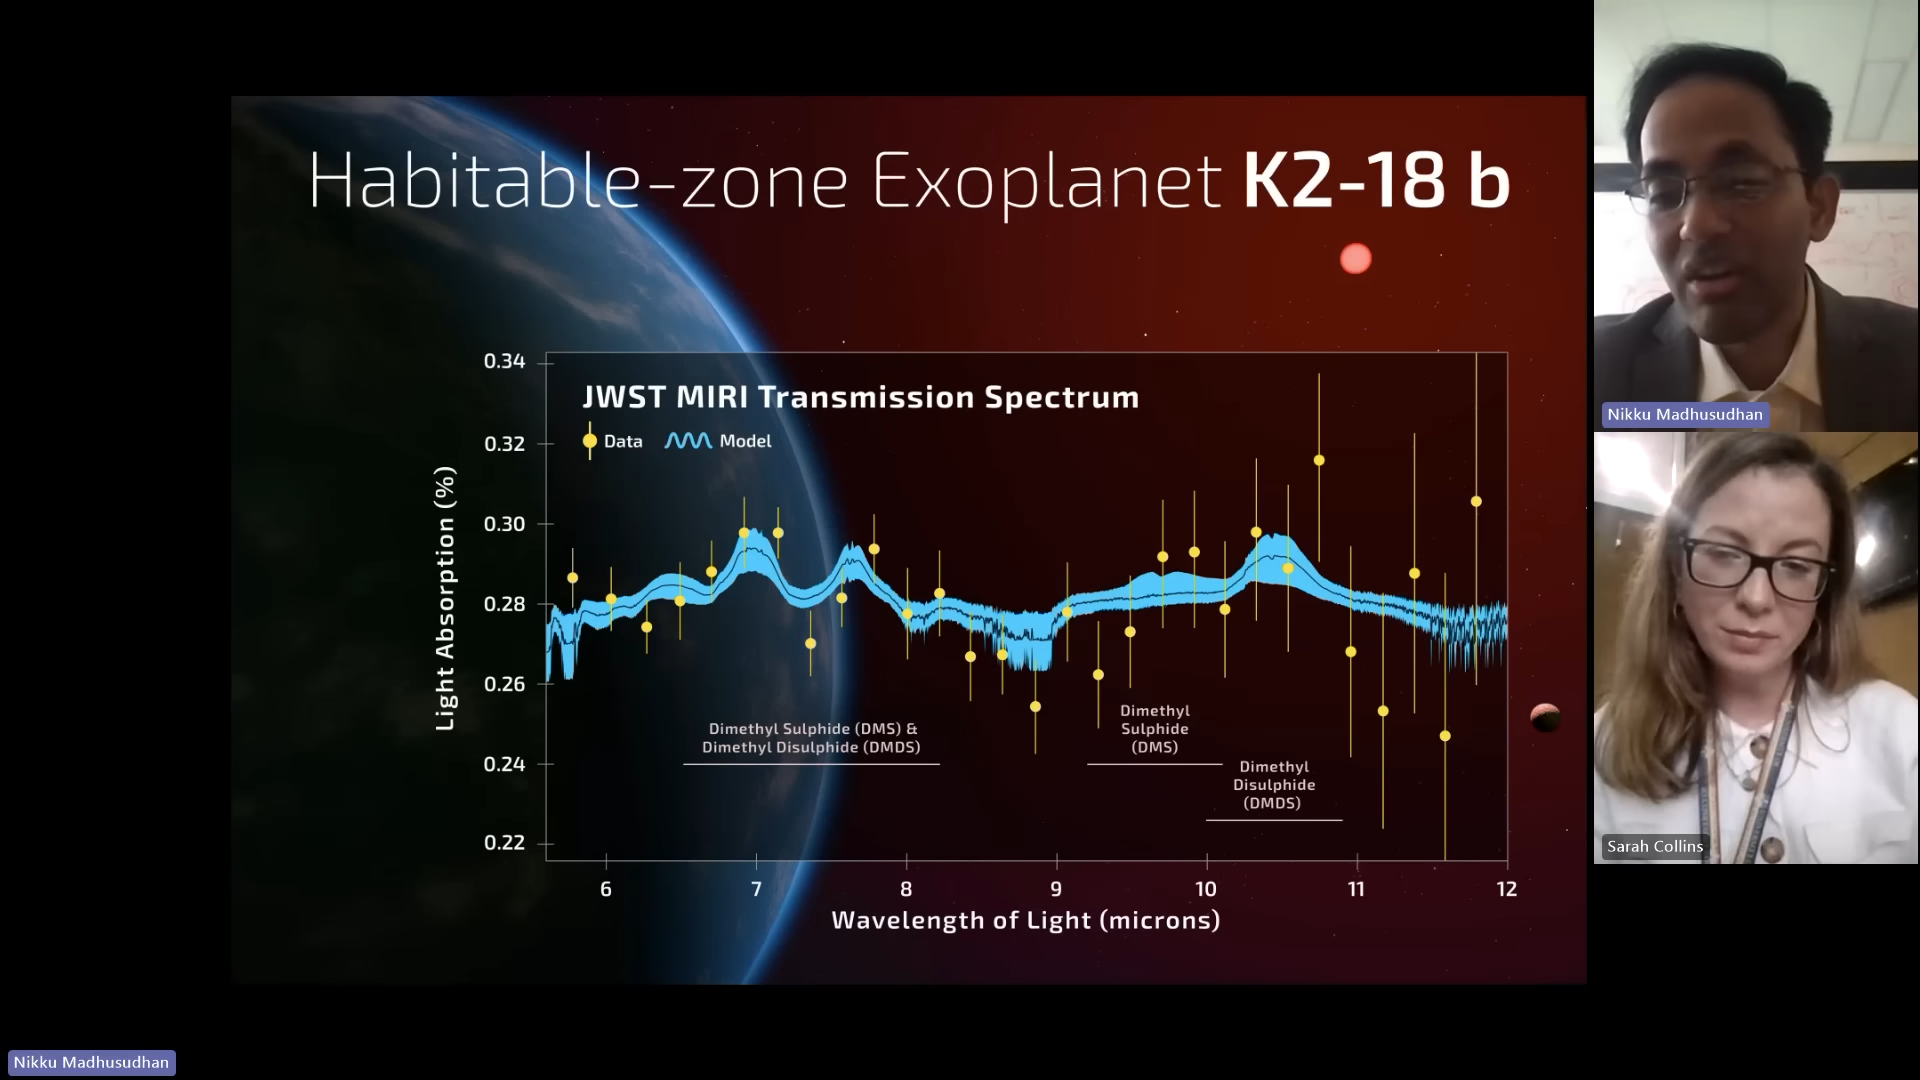 Habitable-zone Exoplanet K2-18 b
JWST MIRI Transmission Spectrum
Data
Model
Light Absorption (%)
0.34
0.32
0.30
0.28
0.26
0.24
0.22
Dimethyl Sulphide (DMS) &
Dimethyl Disulphide (DMDS)
Dimethyl
Sulphide
(DMS)
Dimethyl
Disulphide
(DMDS)
6
7
8
9
10
11
12
Wavelength of Light (microns)
Nikku Madhusudhan
Sarah Collins
Nikku Madhusudhan